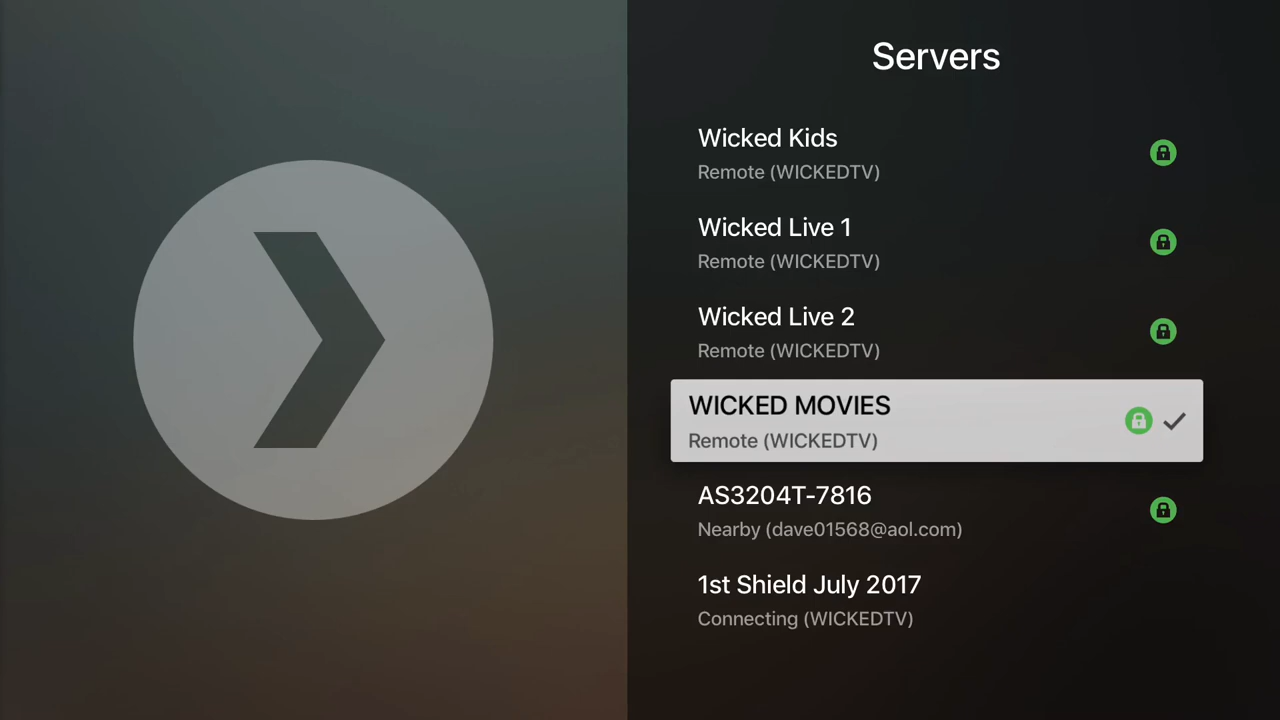 Servers
Wicked Kids
Remote (WICKEDTV)
Wicked Live 1
Remote (WICKEDTV)
Wicked Live 2
Remote (WICKEDTV)
WICKED MOVIES
Remote (WICKEDTV)
AS3204T-7816
Nearby (dave01568@aol.com)
1st Shield July 2017
Connecting (WICKEDTV)